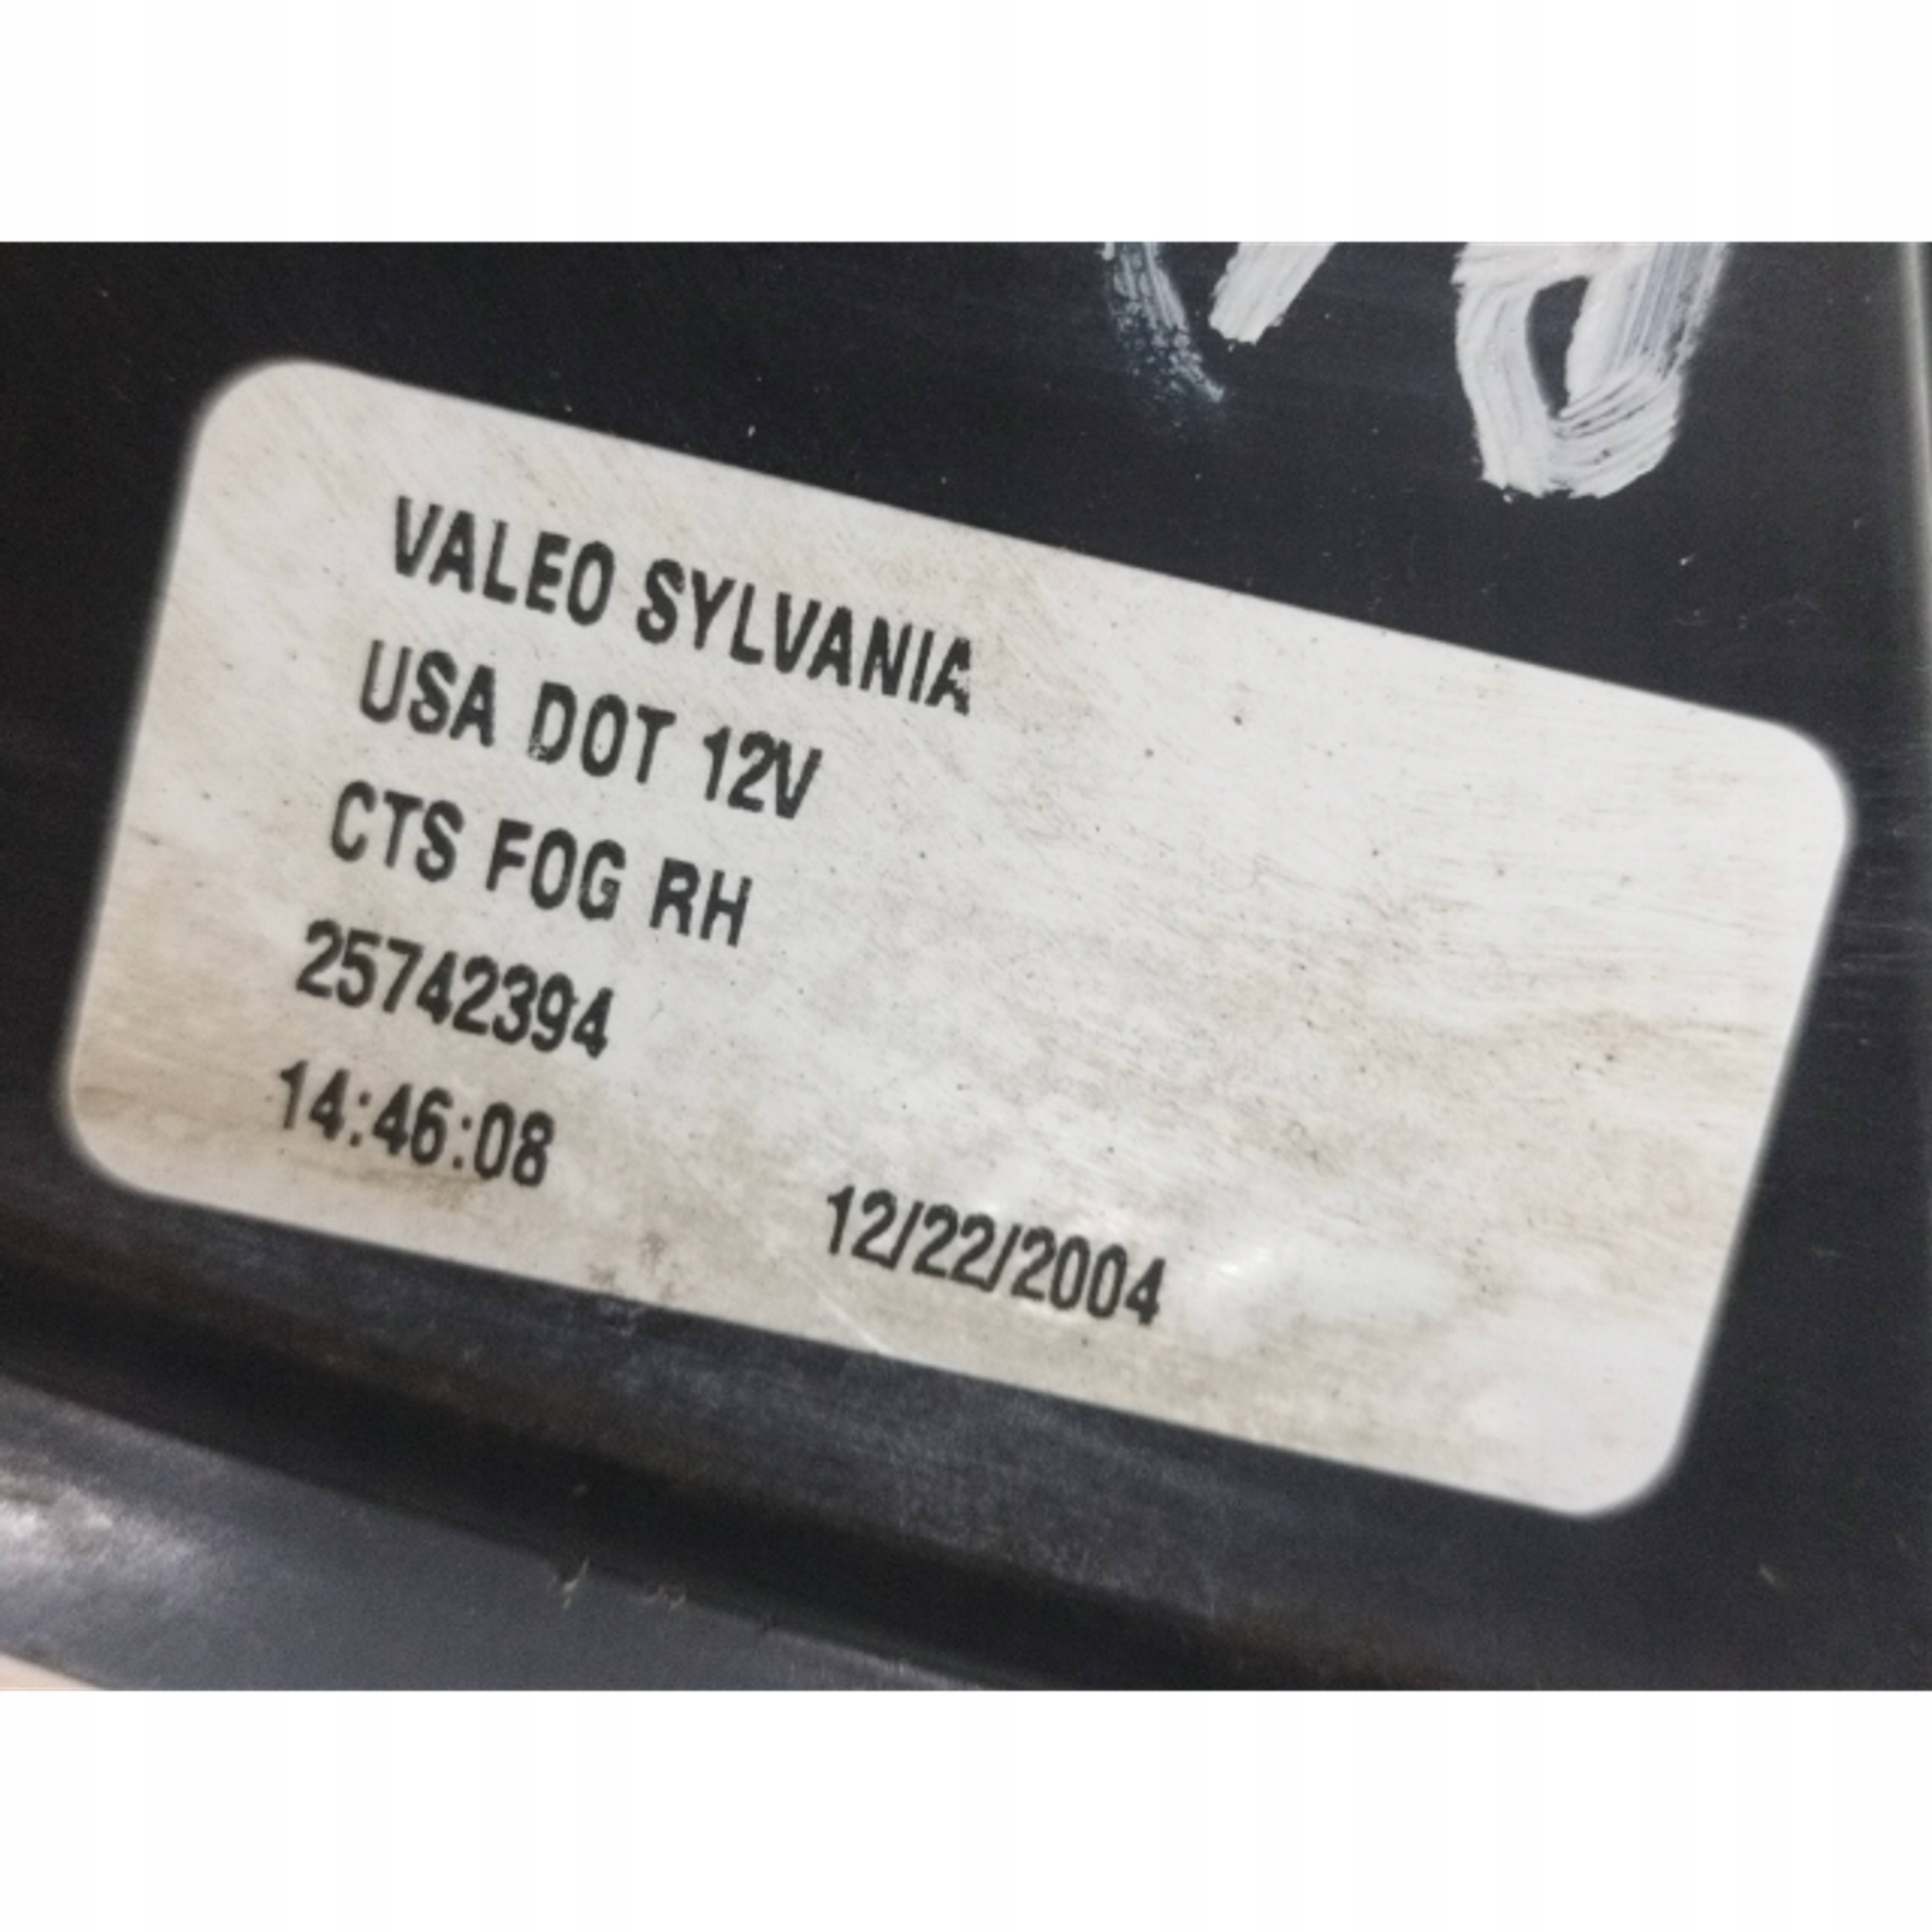 VALEO SYLVANIA
USA DOT 12V
CTS FOG RH
25742394
14:46:08
12/22/2004